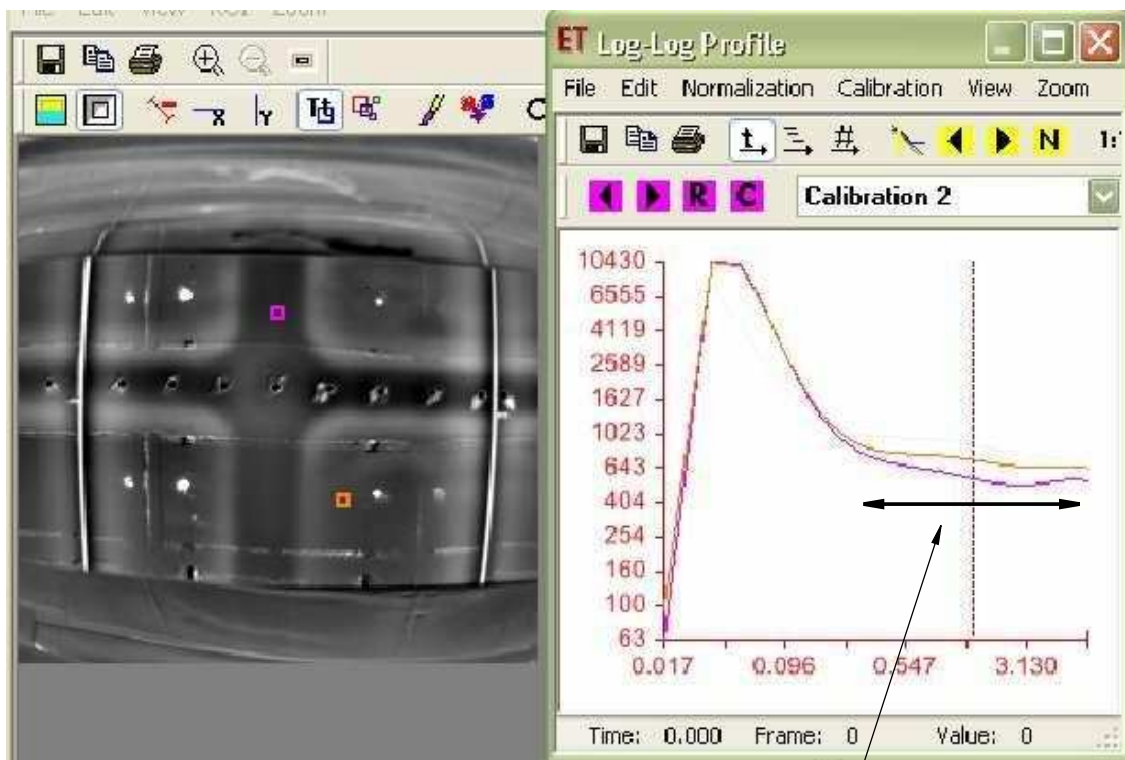 ET Log-Log Profile
File Edit Normalization Calibration View Zoom
x Y
R C Calibration 2
N 1:
10430
6555
4119
2589
1627
1023
643
404
254
160
100
63
0.017 0.096 0.547 3.130
Time: 0.000 Frame: 0 Value: 0